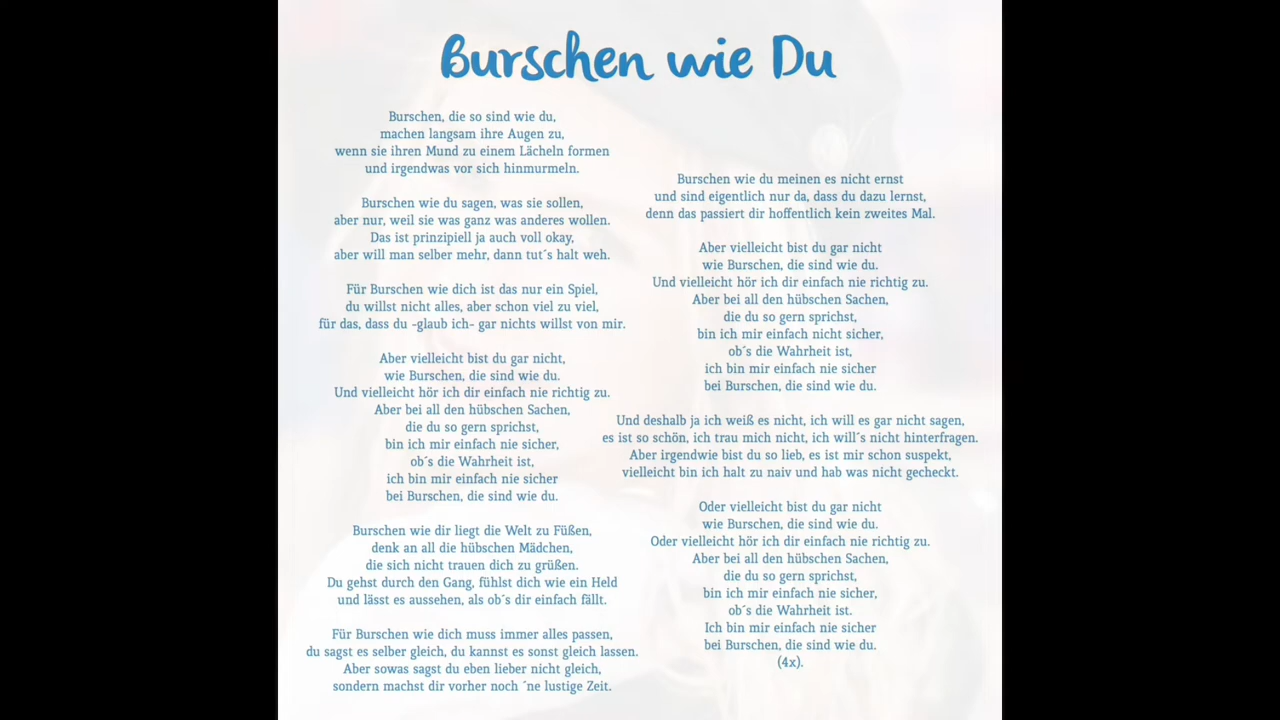 Burschen wie Du
Burschen, die so sind wie du,
machen langsam ihre Augen zu,
wenn sie ihren Mund zu einem Lächeln formen
und irgendwas vor sich hinmurmeln.
Burschen wie du sagen, was sie sollen,
aber nur, weil sie was ganz was anderes wollen.
Das ist prinzipiell ja auch voll okay,
aber will man selber mehr, dann tut´s halt weh.
Für Burschen wie dich ist das nur ein Spiel,
du willst nicht alles, aber schon viel zu viel,
für das, dass du -glaub ich- gar nichts willst von mir.
Aber vielleicht bist du gar nicht,
wie Burschen, die sind wie du.
Und vielleicht hör ich dir einfach nie richtig zu.
Aber bei all den hübschen Sachen,
die du so gern sprichst,
bin ich mir einfach nie sicher,
ob´s die Wahrheit ist,
ich bin mir einfach nie sicher
bei Burschen, die sind wie du.
Burschen wie dir liegt die Welt zu Füßen,
denk an all die hübschen Mädchen,
die sich nicht trauen dich zu grüßen.
Du gehst durch den Gang, fühlst dich wie ein Held
und lässt es aussehen, als ob´s dir einfach fällt.
Für Burschen wie dich muss immer alles passen,
du sagst es selber gleich, du kannst es sonst gleich lassen.
Aber sowas sagst du eben lieber nicht gleich,
sondern machst dir vorher noch ´ne lustige Zeit.
Burschen wie du meinen es nicht ernst
und sind eigentlich nur da, dass du dazu lernst,
denn das passiert dir hoffentlich kein zweites Mal.
Aber vielleicht bist du gar nicht
wie Burschen, die sind wie du.
Und vielleicht hör ich dir einfach nie richtig zu.
Aber bei all den hübschen Sachen,
die du so gern sprichst,
bin ich mir einfach nicht sicher,
ob´s die Wahrheit ist,
ich bin mir einfach nie sicher
bei Burschen, die sind wie du.
Und deshalb ja ich weiß es nicht, ich will es gar nicht sagen,
es ist so schön, ich trau mich nicht, ich will´s nicht hinterfragen.
Aber irgendwie bist du so lieb, es ist mir schon suspekt,
vielleicht bin ich halt zu naiv und hab was nicht gecheckt.
Oder vielleicht bist du gar nicht
wie Burschen, die sind wie du.
Oder vielleicht hör ich dir einfach nie richtig zu.
Aber bei all den hübschen Sachen,
die du so gern sprichst,
bin ich mir einfach nie sicher,
ob´s die Wahrheit ist.
Ich bin mir einfach nie sicher
bei Burschen, die sind wie du.
(4x).